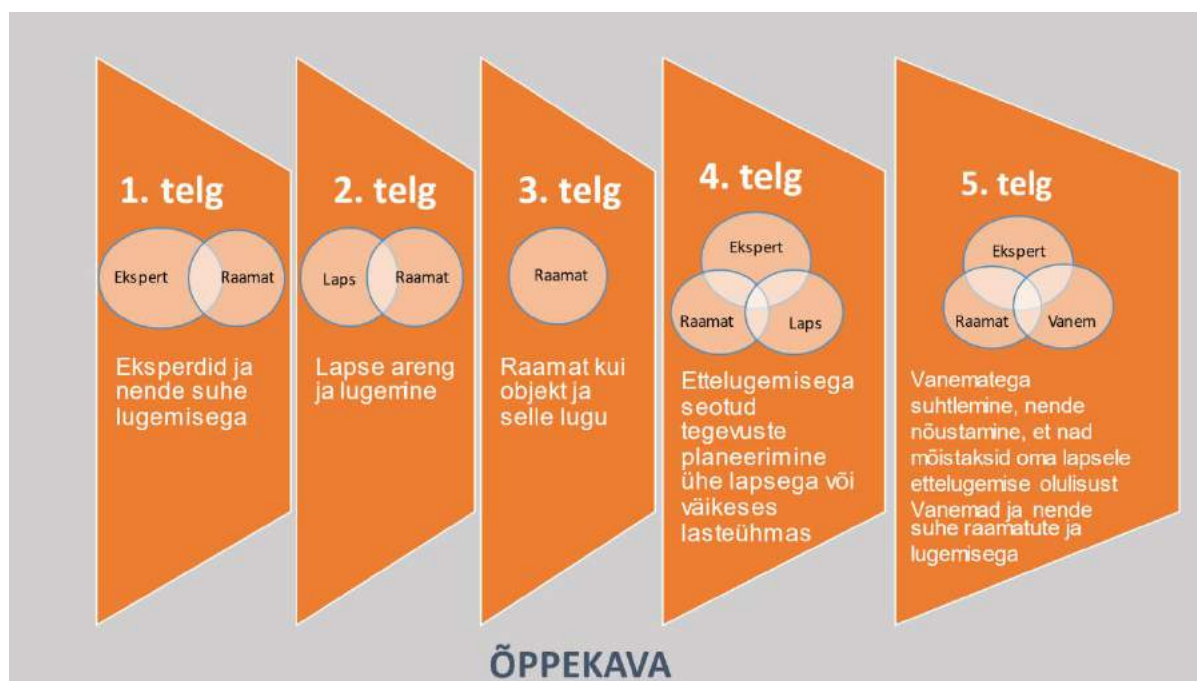 1. telg
Ekspert
Raamat
Eksperdid ja
nende suhe
lugemisega
2. telg
Laps
Raamat
Lapse areng
ja lugemine
3. telg
Raamat
Raamat kui
objekt ja
selle lugu
4. telg
Ekspert
Raamat
Laps
Ettelugemisega
seotud
tegevuste
planeerimine
ühe lapsega või
väikeses
lasteühmas
5. telg
Ekspert
Raamat
Vanem
Vanematega
suhtlemine, nende
nõustamine, et nad
mõistaksid oma lapsele
ettelugemise olulisust
Vanemad ja nende
suhe raamatute ja
lugemisega
ÕPPEKAVA